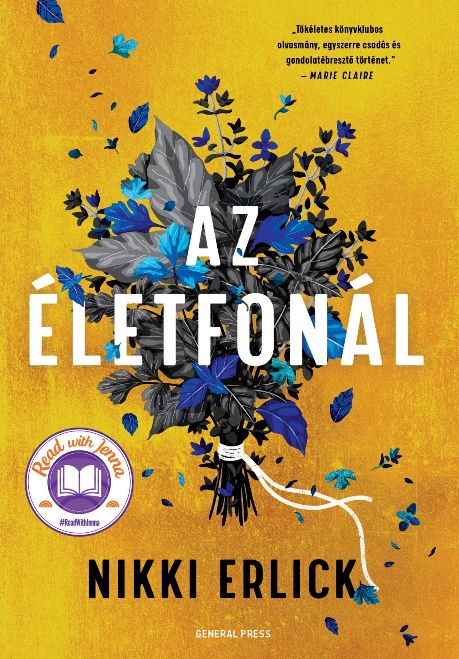 „Tökéletes könyvklubos
olvasmány, egyszerre csodás és
gondolatébresztő történet.”
– MARIE CLAIRE
AZ
ÉLETFONÁL
Read with Jenna
#ReadWithJenna
NIKKI ERLICK
GENERAL PRESS